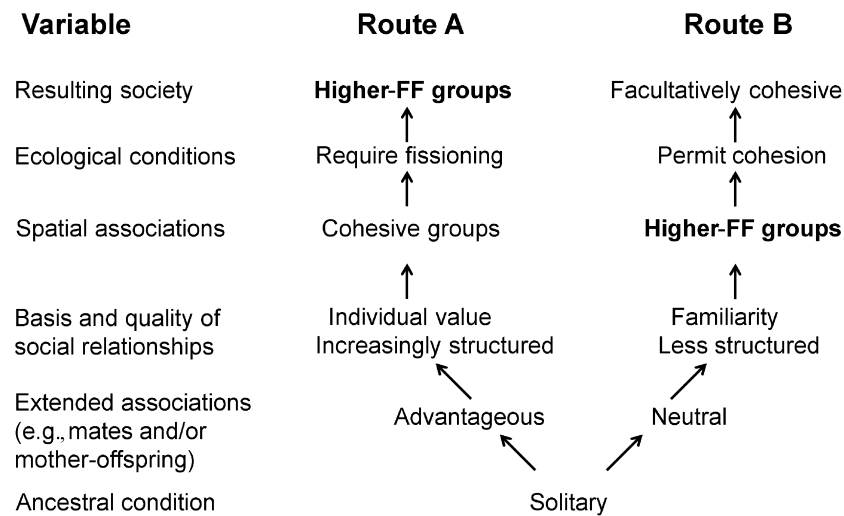 Variable Route A Route B
Resulting society Higher-FF groups Facultatively cohesive
Ecological conditions Require fissioning Permit cohesion
Spatial associations Cohesive groups Higher-FF groups
Basis and quality of Individual value Familiarity
social relationships Increasingly structured Less structured
Extended associations
(e.g., mates and/or Advantageous Neutral
mother-offspring)
Ancestral condition Solitary